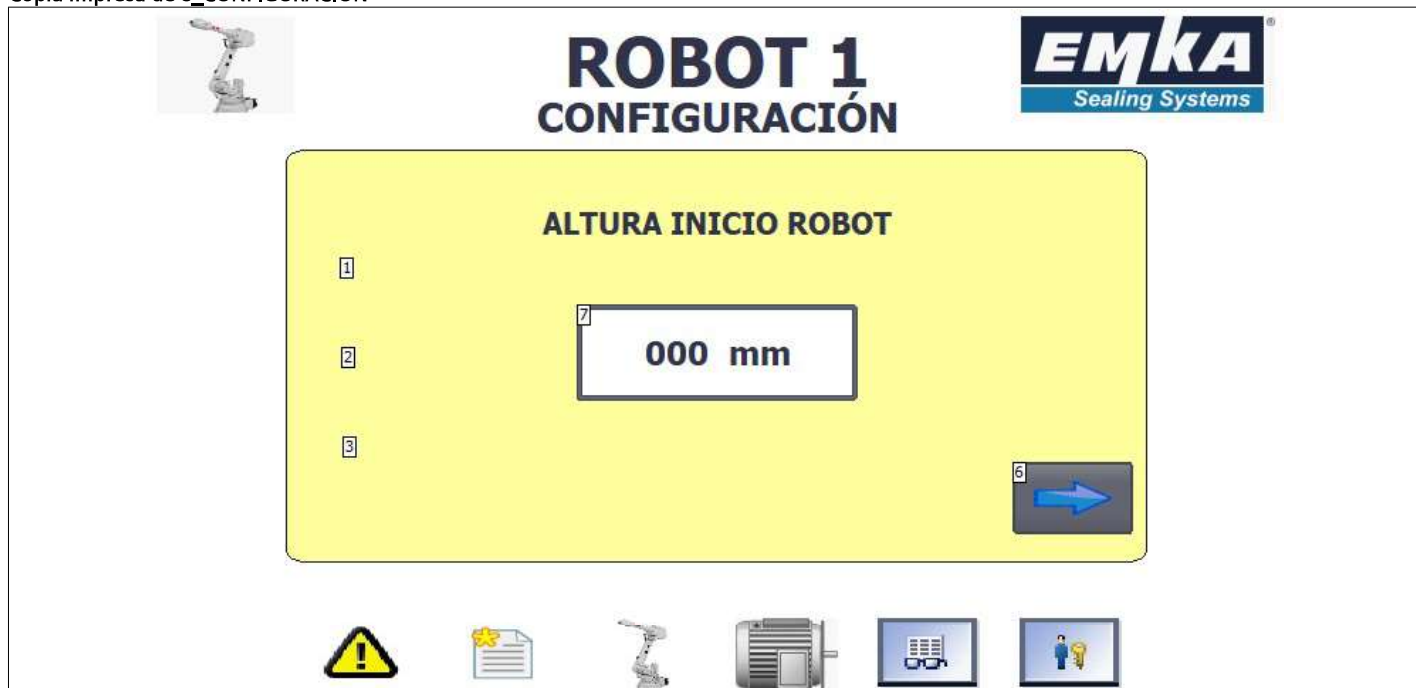 ROBOT 1
CONFIGURACIÓN
EMKA®
Sealing Systems
ALTURA INICIO ROBOT
1
7
000 mm
2
3
6